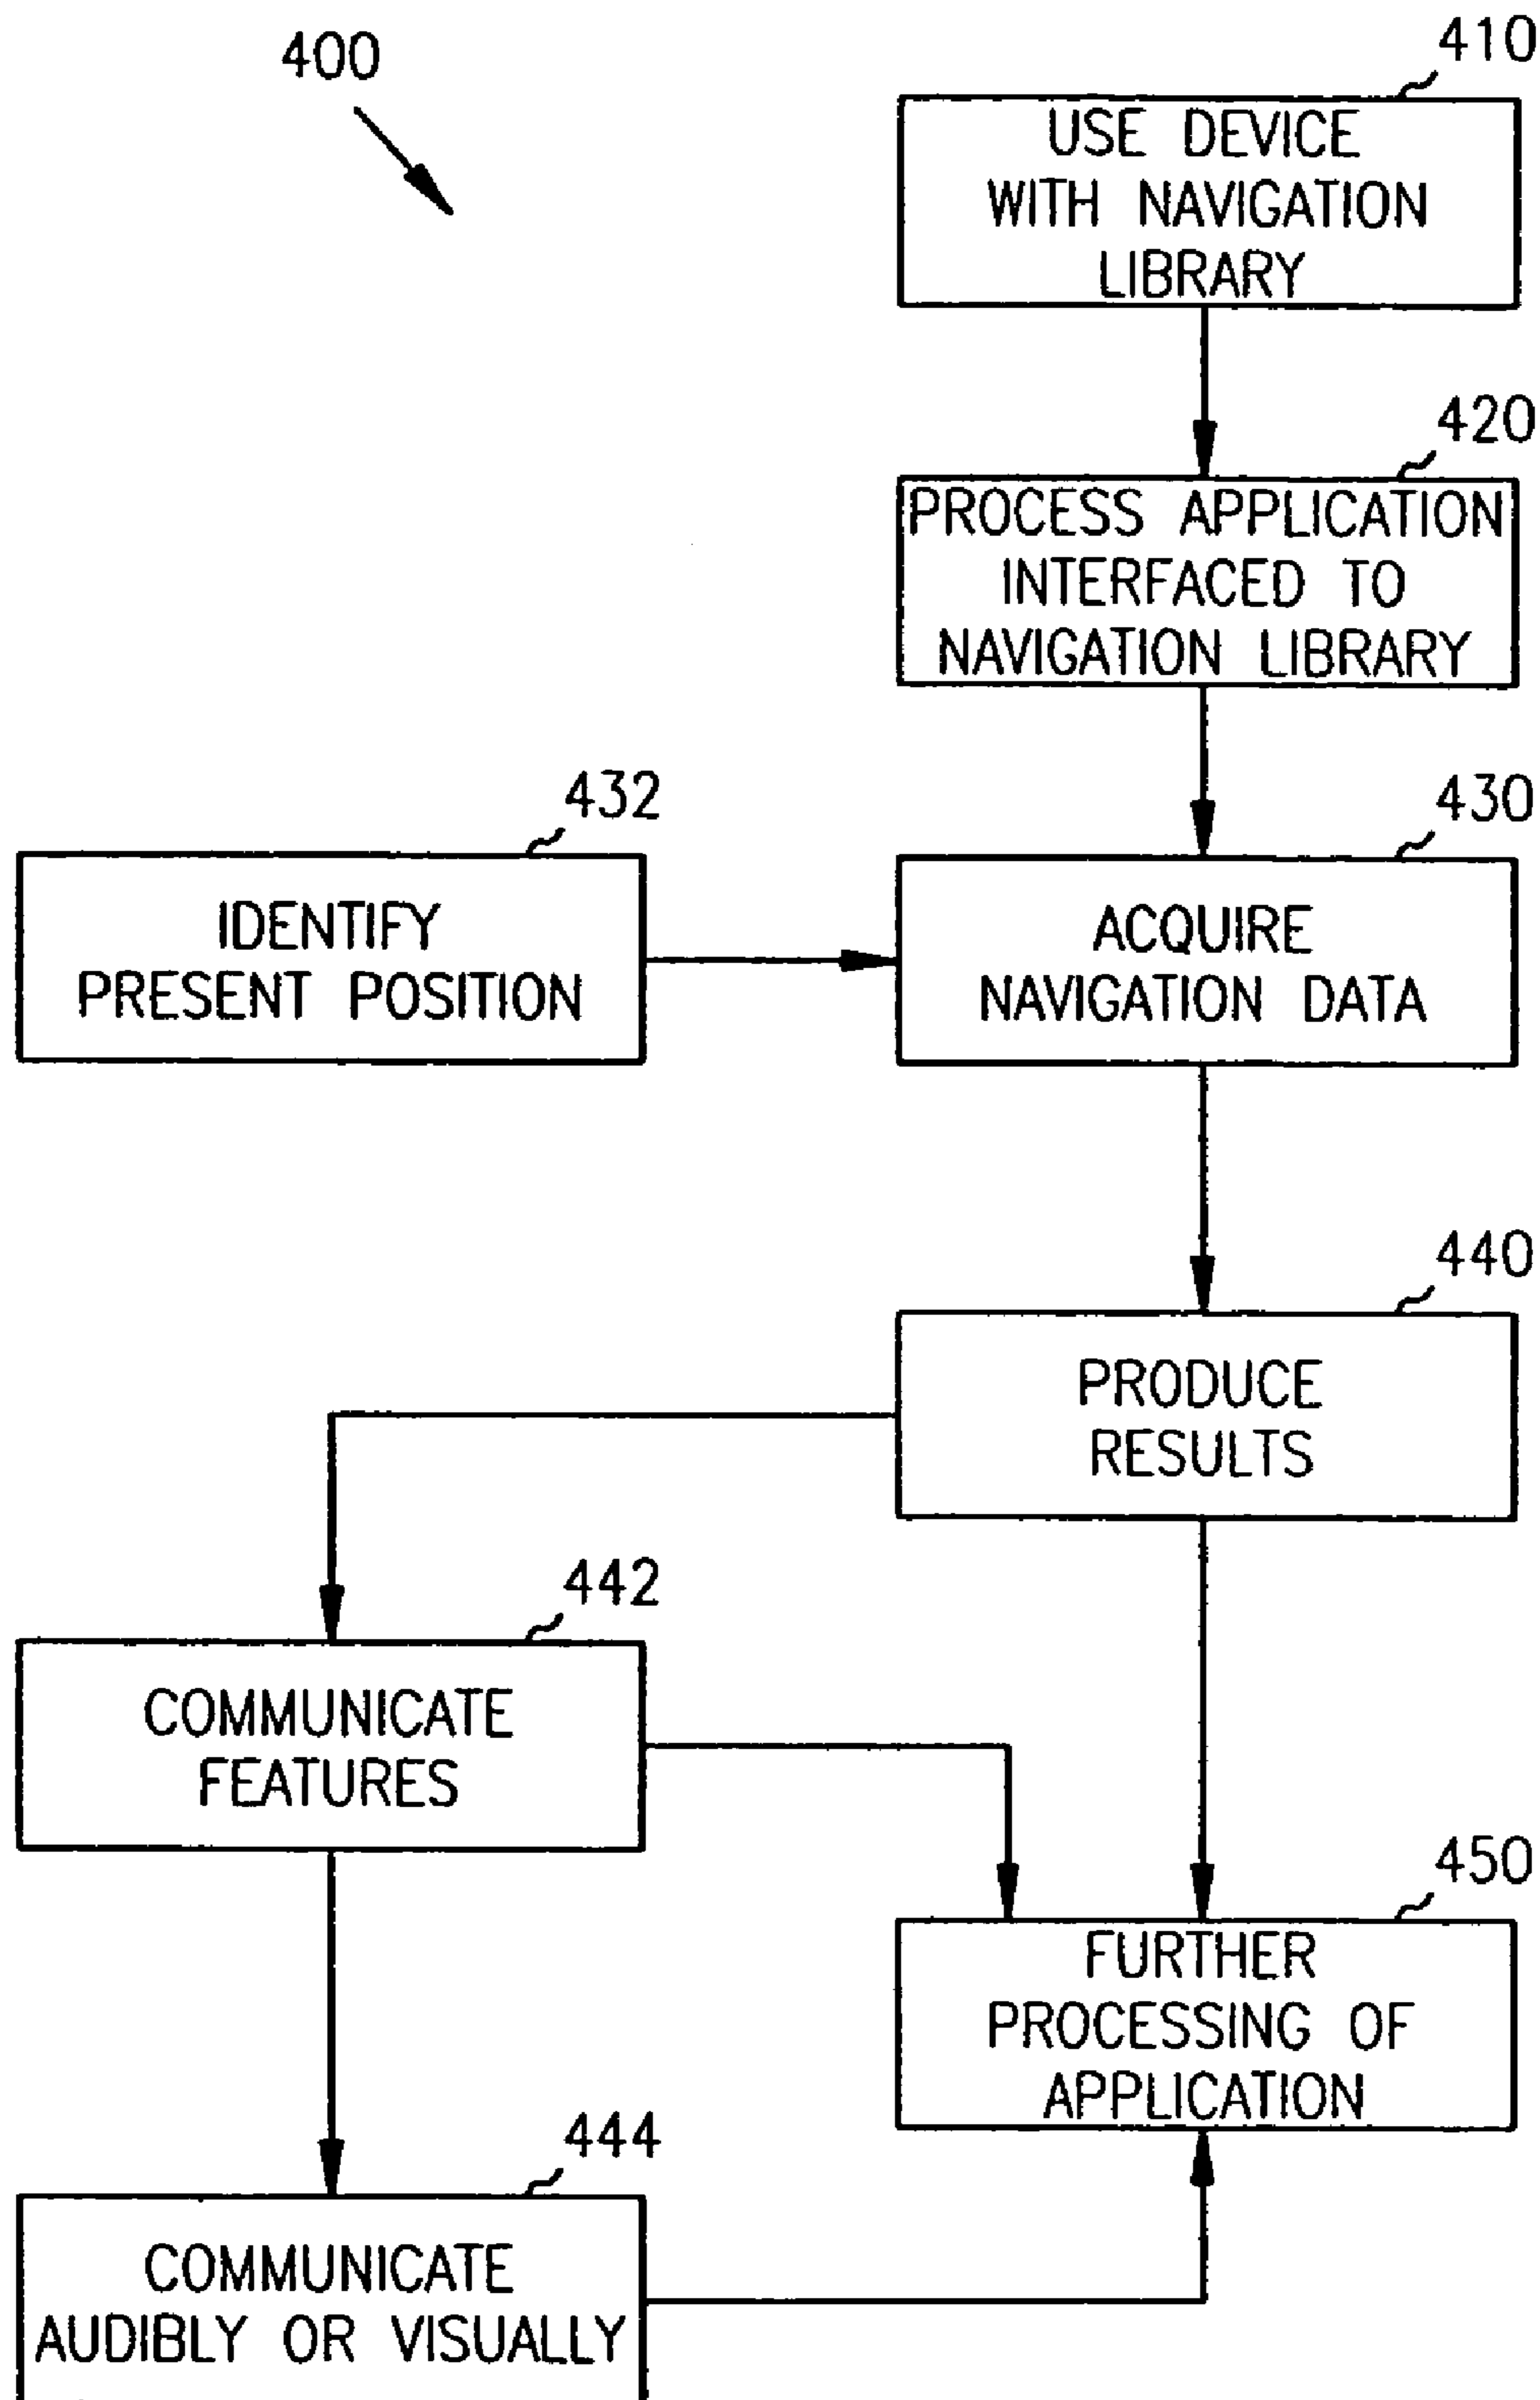 400
410
USE DEVICE
WITH NAVIGATION
LIBRARY
420
PROCESS APPLICATION
INTERFACED TO
NAVIGATION LIBRARY
432
IDENTIFY
PRESENT POSITION
430
ACQUIRE
NAVIGATION DATA
440
PRODUCE
RESULTS
442
COMMUNICATE
FEATURES
450
FURTHER
PROCESSING OF
APPLICATION
444
COMMUNICATE
AUDIBLY OR VISUALLY